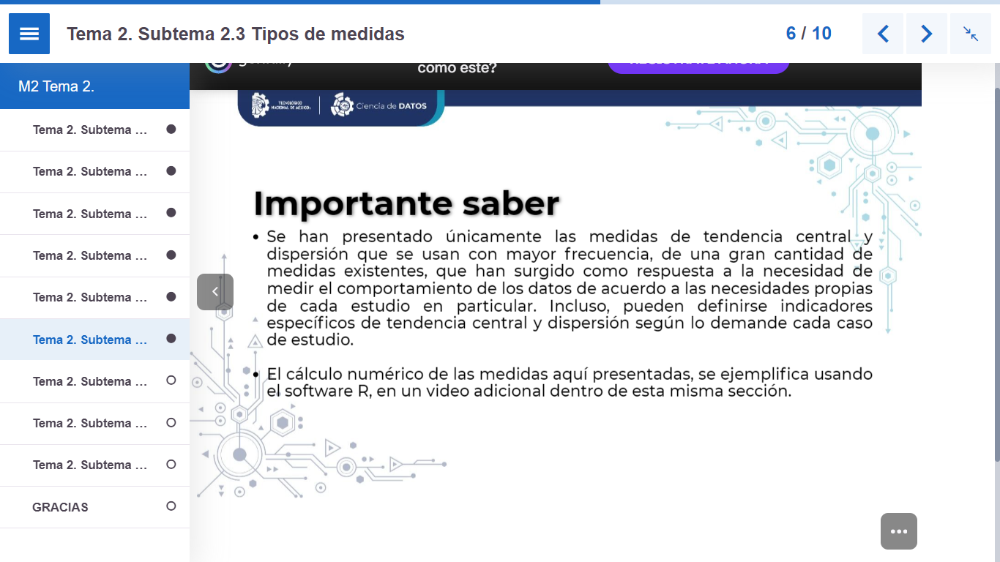 Tema 2. Subtema 2.3 Tipos de medidas
6 / 10
como este?
M2 Tema 2.
Tema 2. Subtema ...
Tema 2. Subtema ...
Tema 2. Subtema ...
Tema 2. Subtema ...
Tema 2. Subtema ...
Tema 2. Subtema ...
Tema 2. Subtema ...
Tema 2. Subtema ...
Tema 2. Subtema ...
GRACIAS
TECNOLÓGICO
NACIONAL DE MÉXICO
Ciencia de DATOS
Importante saber
• Se han presentado únicamente las medidas de tendencia central y
dispersión que se usan con mayor frecuencia, de una gran cantidad de
medidas existentes, que han surgido como respuesta a la necesidad de
medir el comportamiento de los datos de acuerdo a las necesidades propias
de cada estudio en particular. Incluso, pueden definirse indicadores
específicos de tendencia central y dispersión según lo demande cada caso
de estudio.
• El cálculo numérico de las medidas aquí presentadas, se ejemplifica usando
el software R, en un video adicional dentro de esta misma sección.